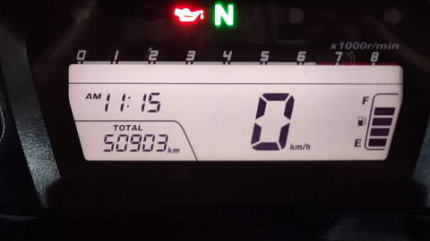 N
x1000r/min
0 1 2 3 4 5 6 7 8
AM 11:15
TOTAL
50903 km
0 km/h
F
E